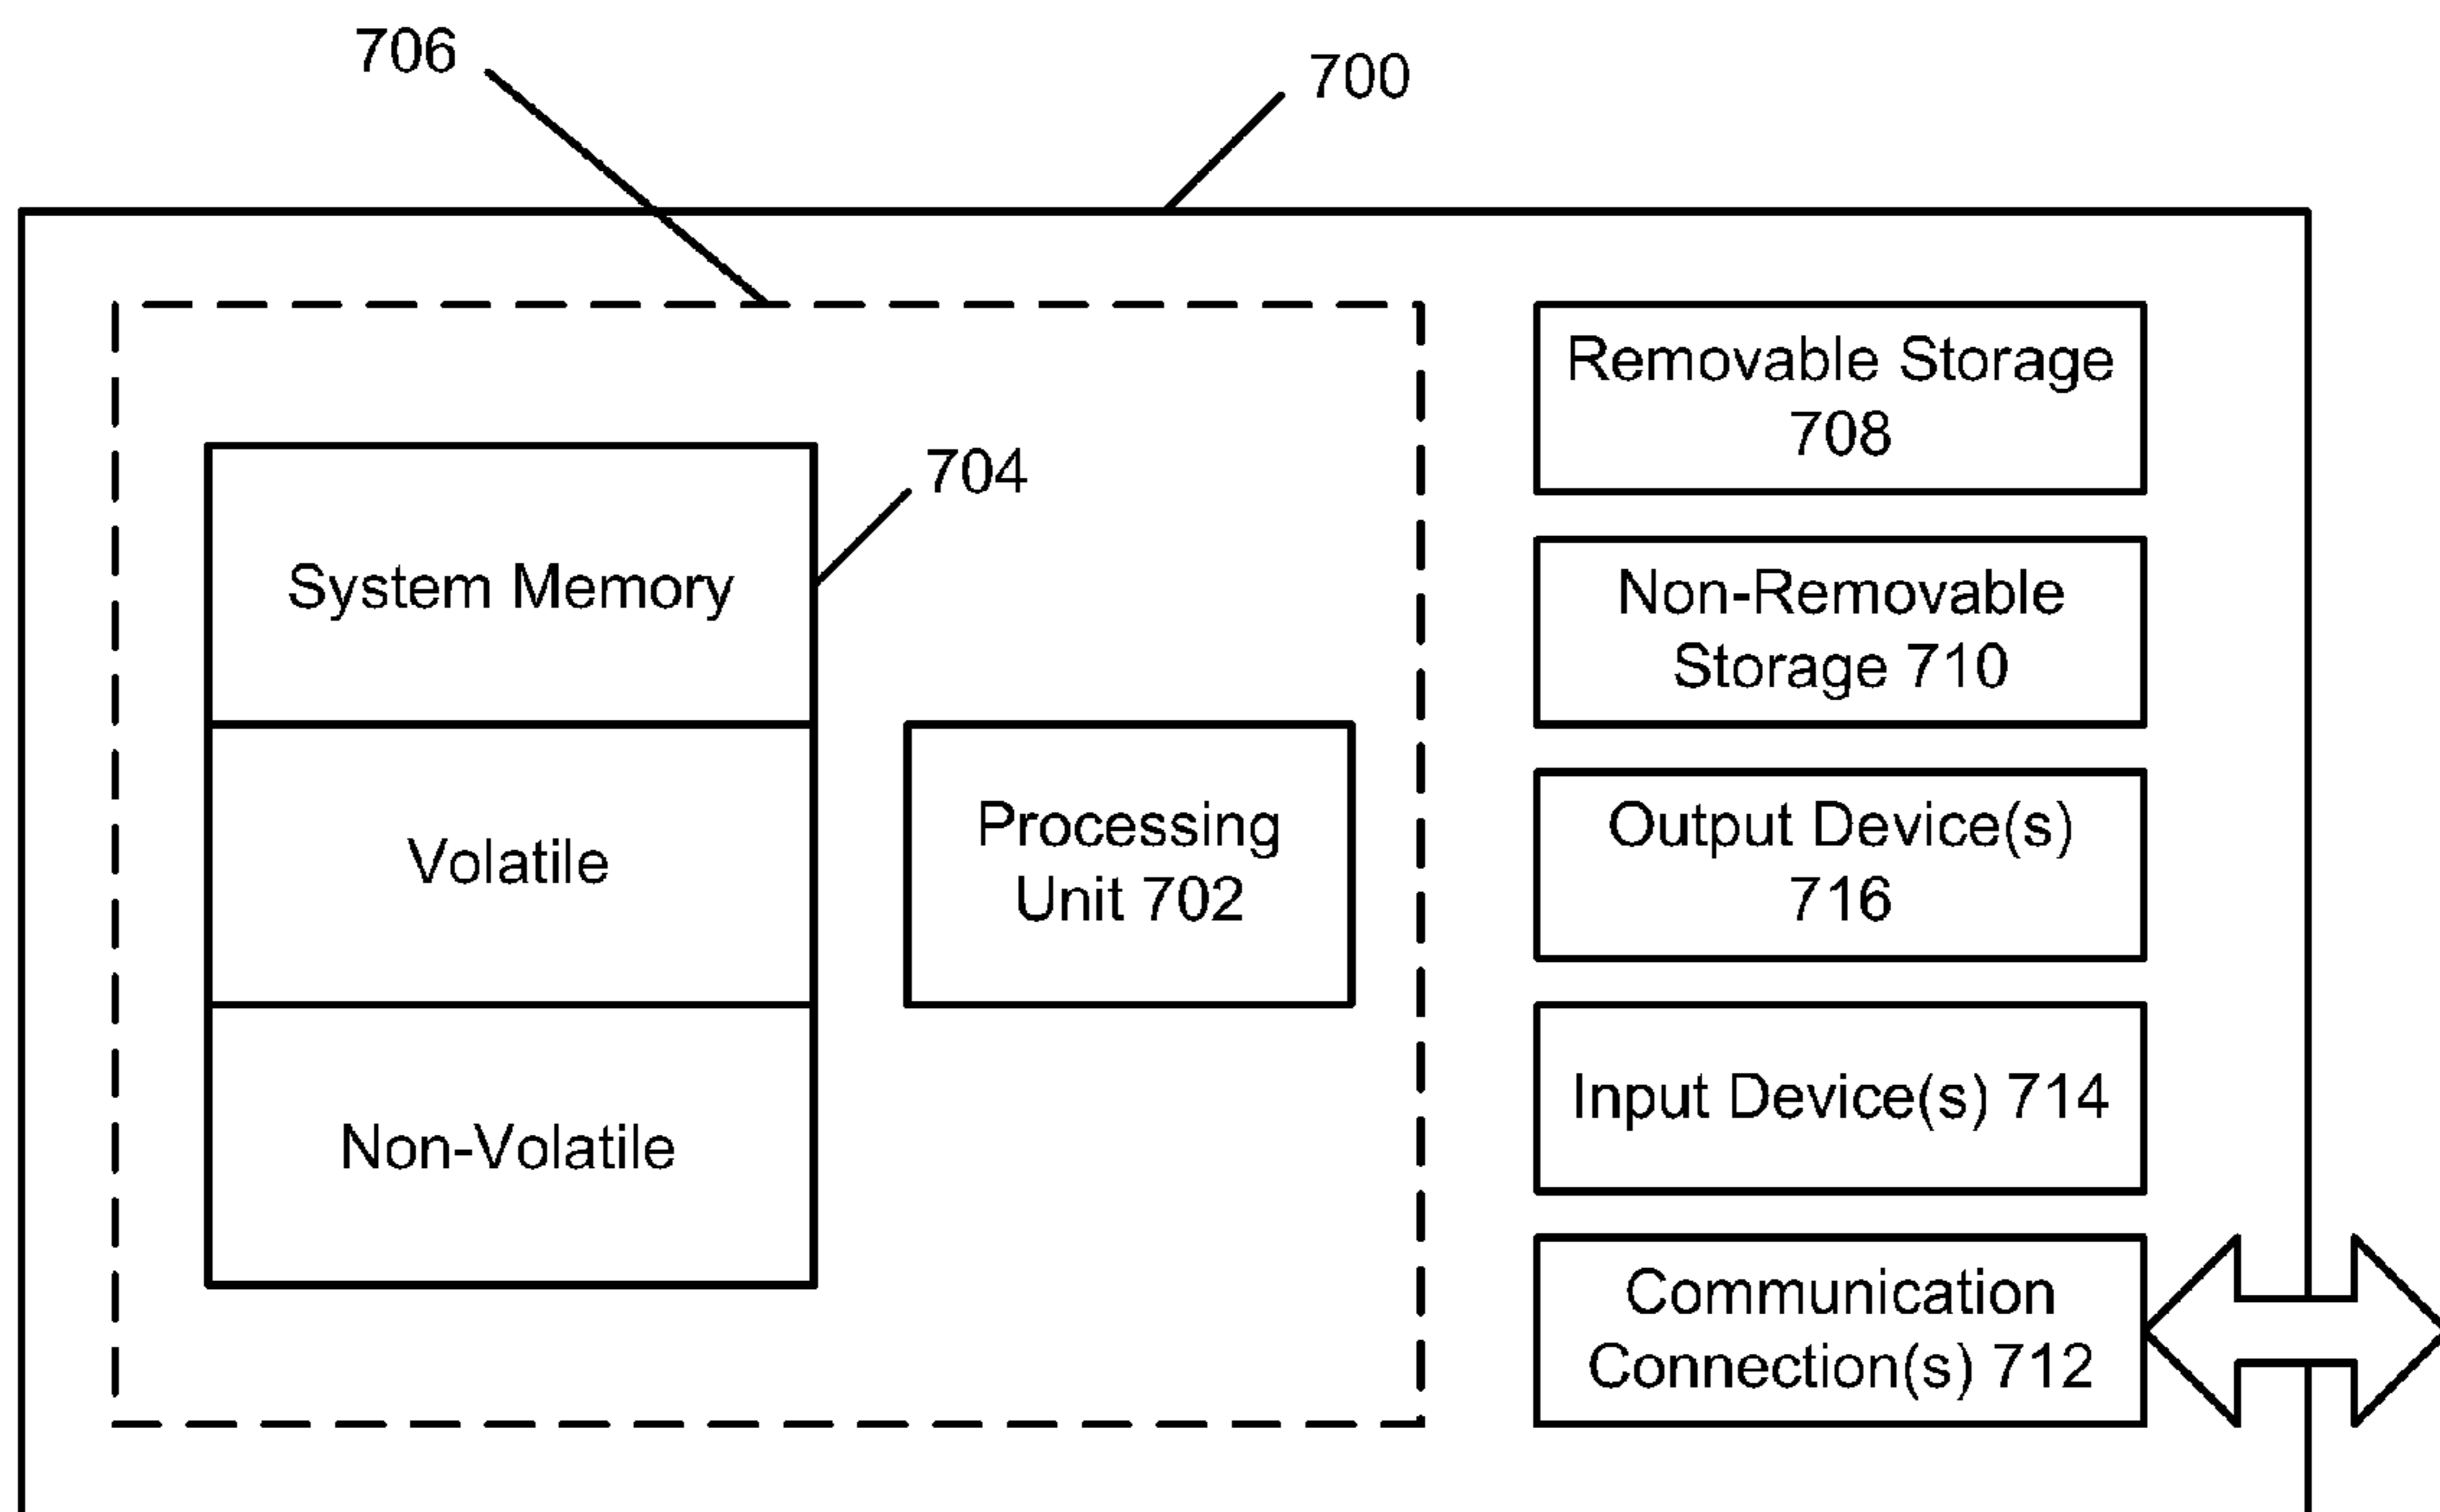 706
700
704
System Memory
Volatile
Non-Volatile
Processing
Unit 702
Removable Storage
708
Non-Removable
Storage 710
Output Device(s)
716
Input Device(s) 714
Communication
Connection(s) 712